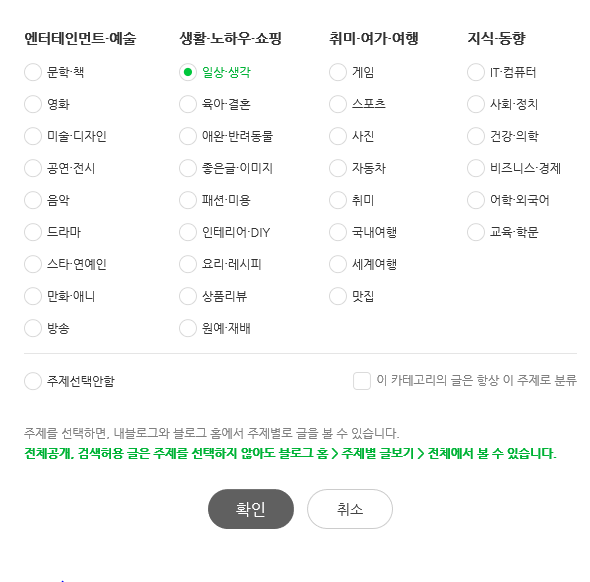 엔터테인먼트·예술 생활·노하우·쇼핑 취미·여가·여행 지식·동향
문학·책 일상·생각 게임 IT·컴퓨터
영화 육아·결혼 스포츠 사회·정치
미술·디자인 애완·반려동물 사진 건강·의학
공연·전시 좋은글·이미지 자동차 비즈니스·경제
음악 패션·미용 취미 어학·외국어
드라마 인테리어·DIY 국내여행 교육·학문
스타·연예인 요리·레시피 세계여행
만화·애니 상품리뷰 맛집
방송 원예·재배
주제선택안함 이 카테고리의 글은 항상 이 주제로 분류
주제를 선택하면, 내블로그와 블로그 홈에서 주제별로 글을 볼 수 있습니다.
전체공개, 검색허용 글은 주제를 선택하지 않아도 블로그 홈 > 주제별 글보기 > 전체에서 볼 수 있습니다.
확인 취소